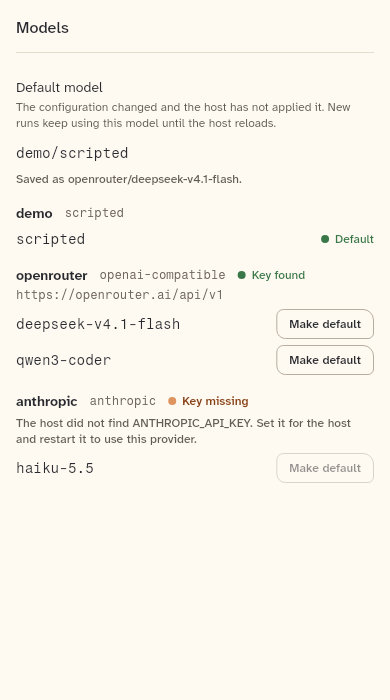 Models
Default model
The configuration changed and the host has not applied it. New
runs keep using this model until the host reloads.
demo/scripted
Saved as openrouter/deepseek-v4.1-flash.
demo scripted
scripted Default
openrouter openai-compatible Key found
https://openrouter.ai/api/v1
deepseek-v4.1-flash Make default
qwen3-coder Make default
anthropic anthropic Key missing
The host did not find ANTHROPIC_API_KEY. Set it for the host
and restart it to use this provider.
haiku-5.5 Make default